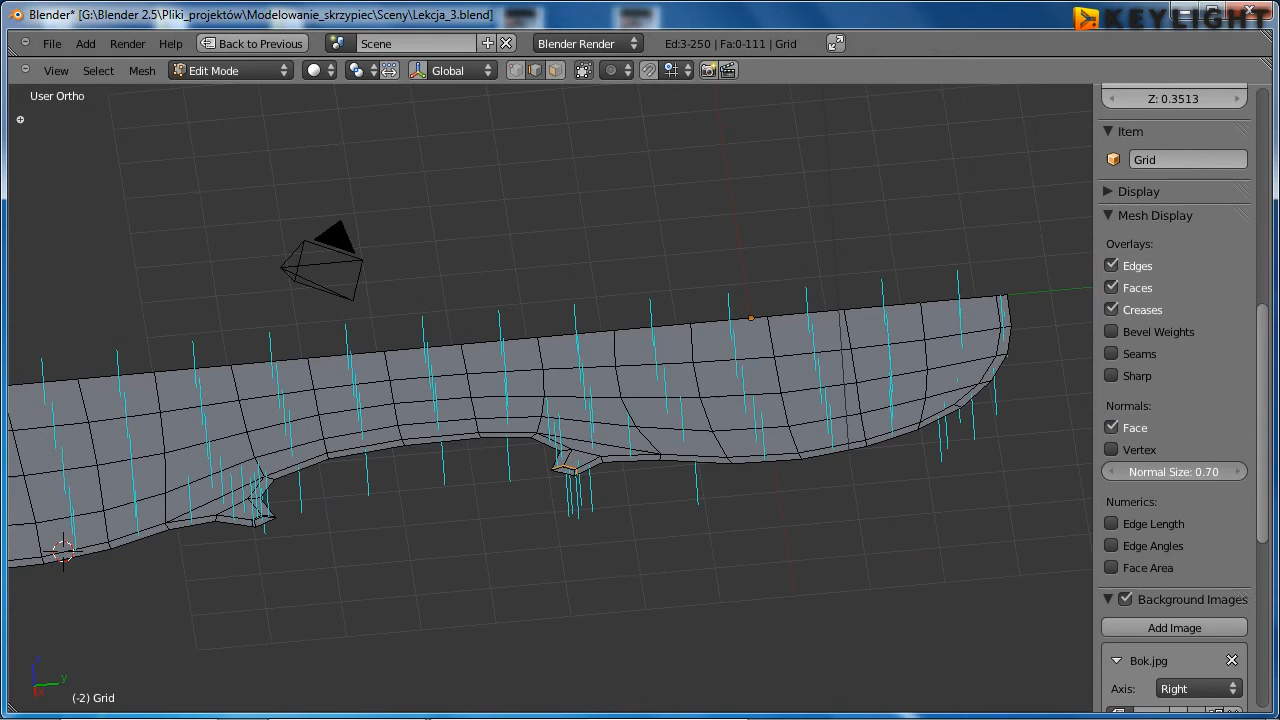 Blender* [G:\Blender 2.5\Pliki_projektów\Modelowanie_skrzypiec\Sceny\Lekcja_3.blend]
KEYLIGHT
File Add Render Help Back to Previous Scene Blender Render Ed:3-250 | Fa:0-111 | Grid
View Select Mesh Edit Mode Global
User Ortho
Z: 0.3513
Item
Grid
Display
Mesh Display
Overlays:
Edges
Faces
Creases
Bevel Weights
Seams
Sharp
Normals:
Face
Vertex
Normal Size: 0.70
Numerics:
Edge Length
Edge Angles
Face Area
Background Images
Add Image
Bok.jpg
Axis: Right
z
y
x
(-2) Grid